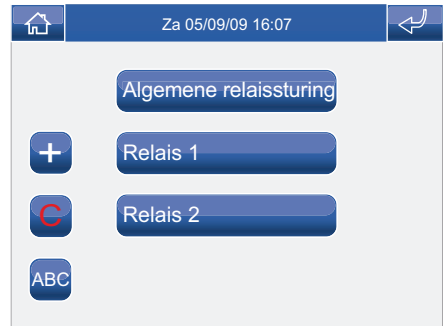 Za 05/09/09 16:07
Algemene relaissturing
+
Relais 1
C
Relais 2
ABC